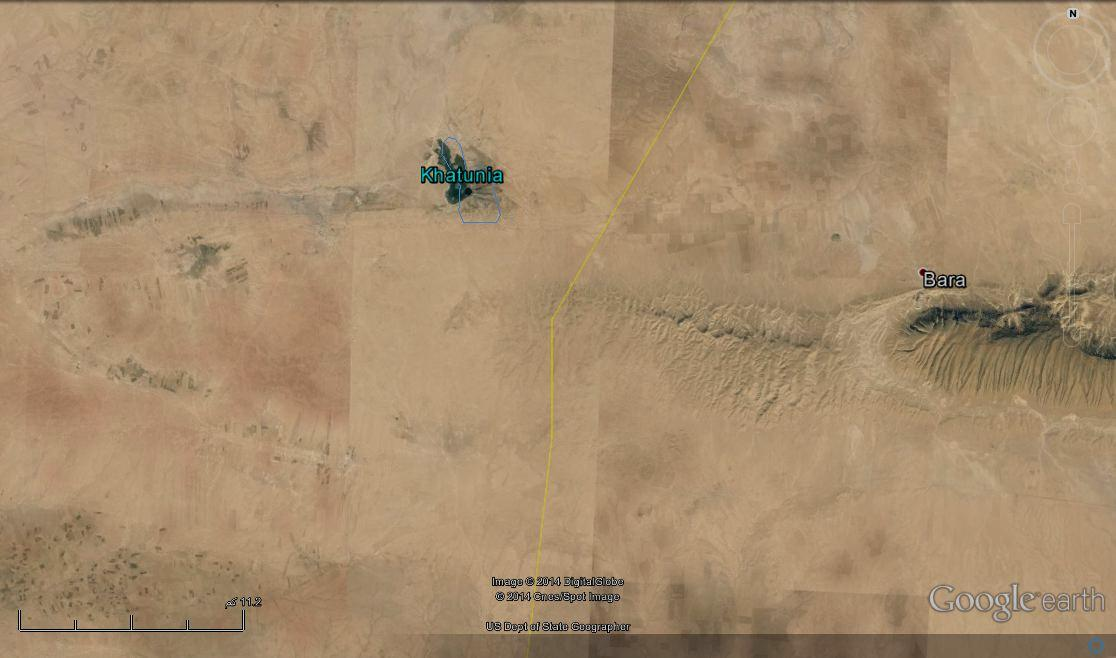 N
Khatunia
Bara
11.2 كم
Image © 2014 DigitalGlobe
© 2014 Cnes/Spot Image
US Dept of State Geographer
Google earth